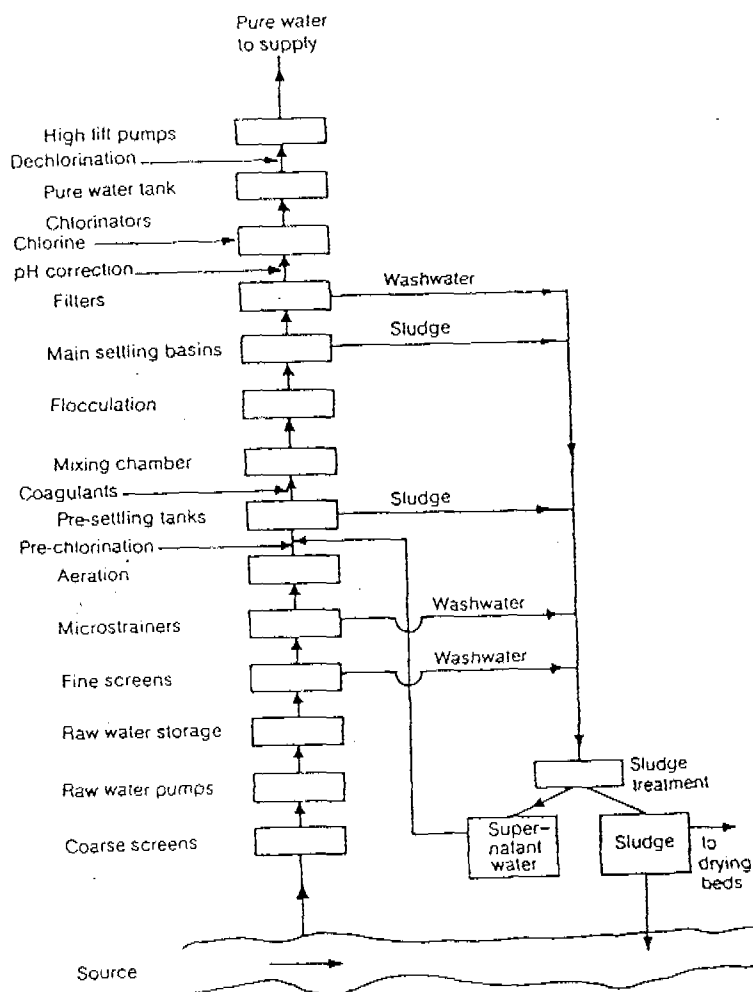 Pure water
to supply
High lift pumps
Dechlorination
Pure water tank
Chlorinators
Chlorine
pH correction
Filters
Washwater
Main settling basins
Sludge
Flocculation
Mixing chamber
Coagulants
Pre-settling tanks
Sludge
Pre-chlorination
Aeration
Microstrainers
Washwater
Fine screens
Washwater
Raw water storage
Raw water pumps
Sludge
treatment
Coarse screens
Super-
natant
water
Sludge
to
drying
beds
Source